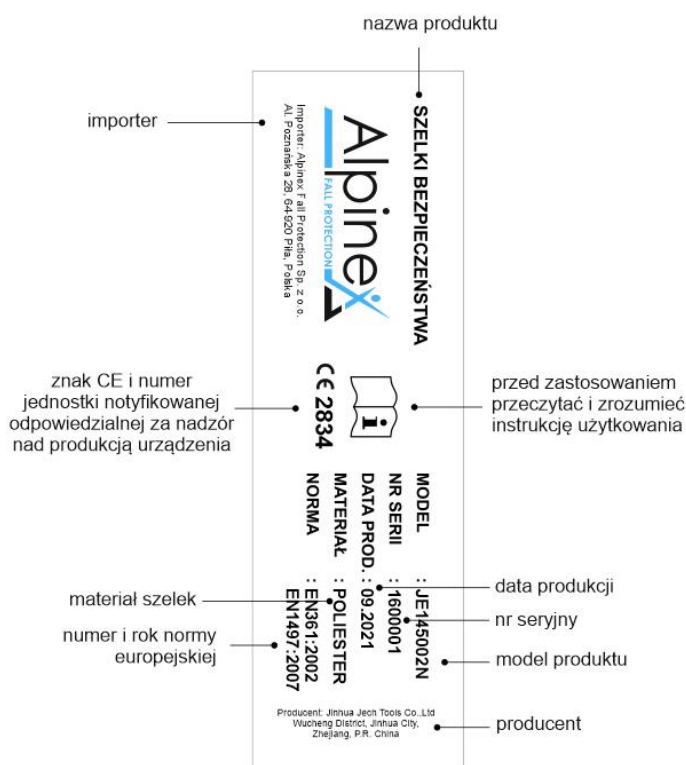 nazwa produktu
importer
SZELKI BEZPIECZEŃSTWA
Alpinex
FALL PROTECTION
Importer: Alpinex Fall Protection Sp. z o.o.
Al. Poznańska 28, 64-920 Piła, Polska
znak CE i numer
jednostki notyfikowanej
odpowiedzialnej za nadzór
nad produkcją urządzenia
CE 2834
i
przed zastosowaniem
przeczytać i zrozumieć
instrukcję użytkowania
MODEL : JE145002N
NR SERII : 1600001
DATA PROD. : 09.2021
MATERIAŁ : POLIESTER
NORMA : EN361:2002
EN1497:2007
data produkcji
nr seryjny
model produktu
materiał szelek
numer i rok normy
europejskiej
Producent: Jinhua Jech Tools Co.,Ltd
Wucheng District, Jinhua City,
Zhejiang, P.R. China
producent